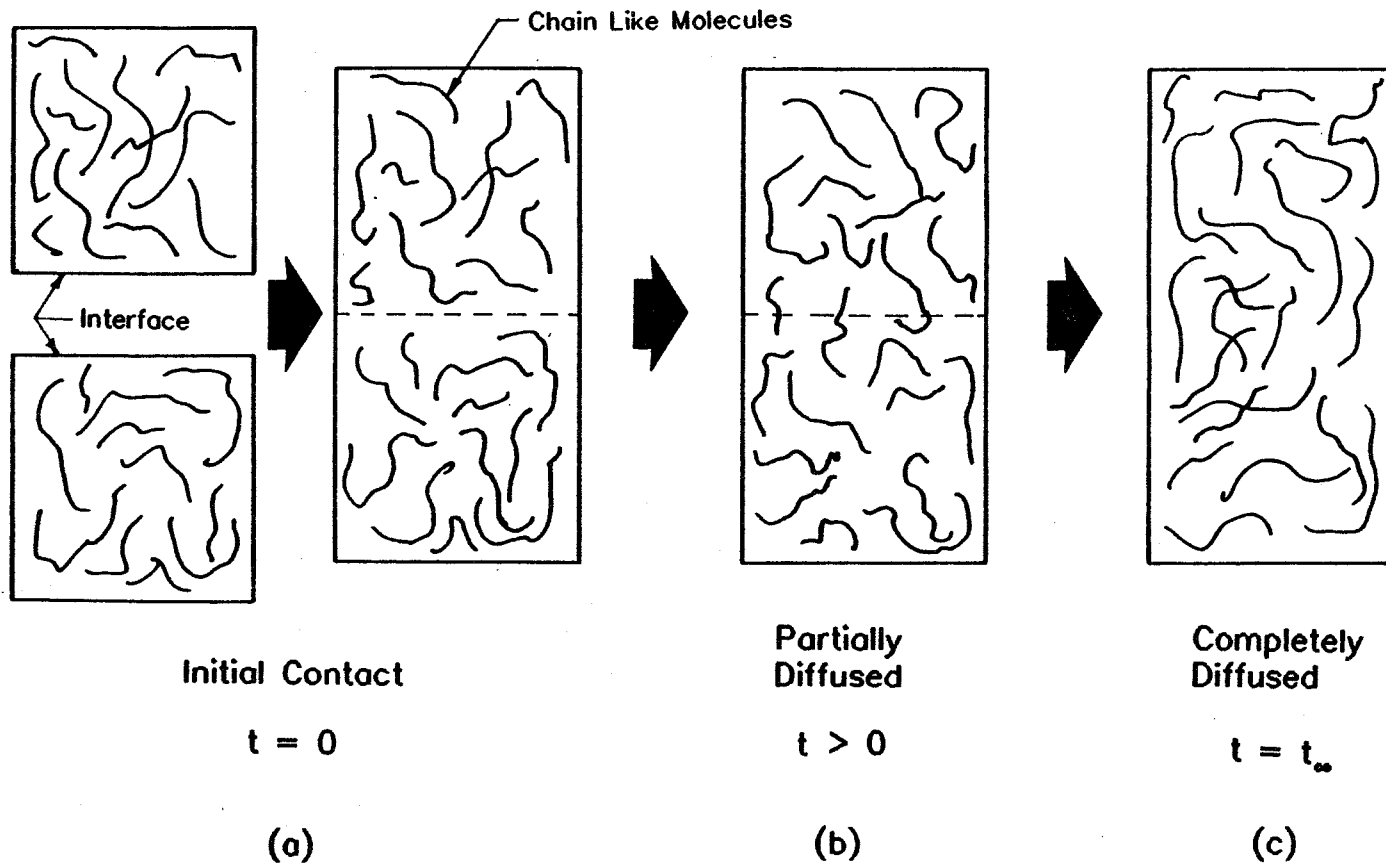 Chain Like Molecules
Interface
Initial Contact
t = 0
(a)
Partially
Diffused
t > 0
(b)
Completely
Diffused
t = t∞
(c)